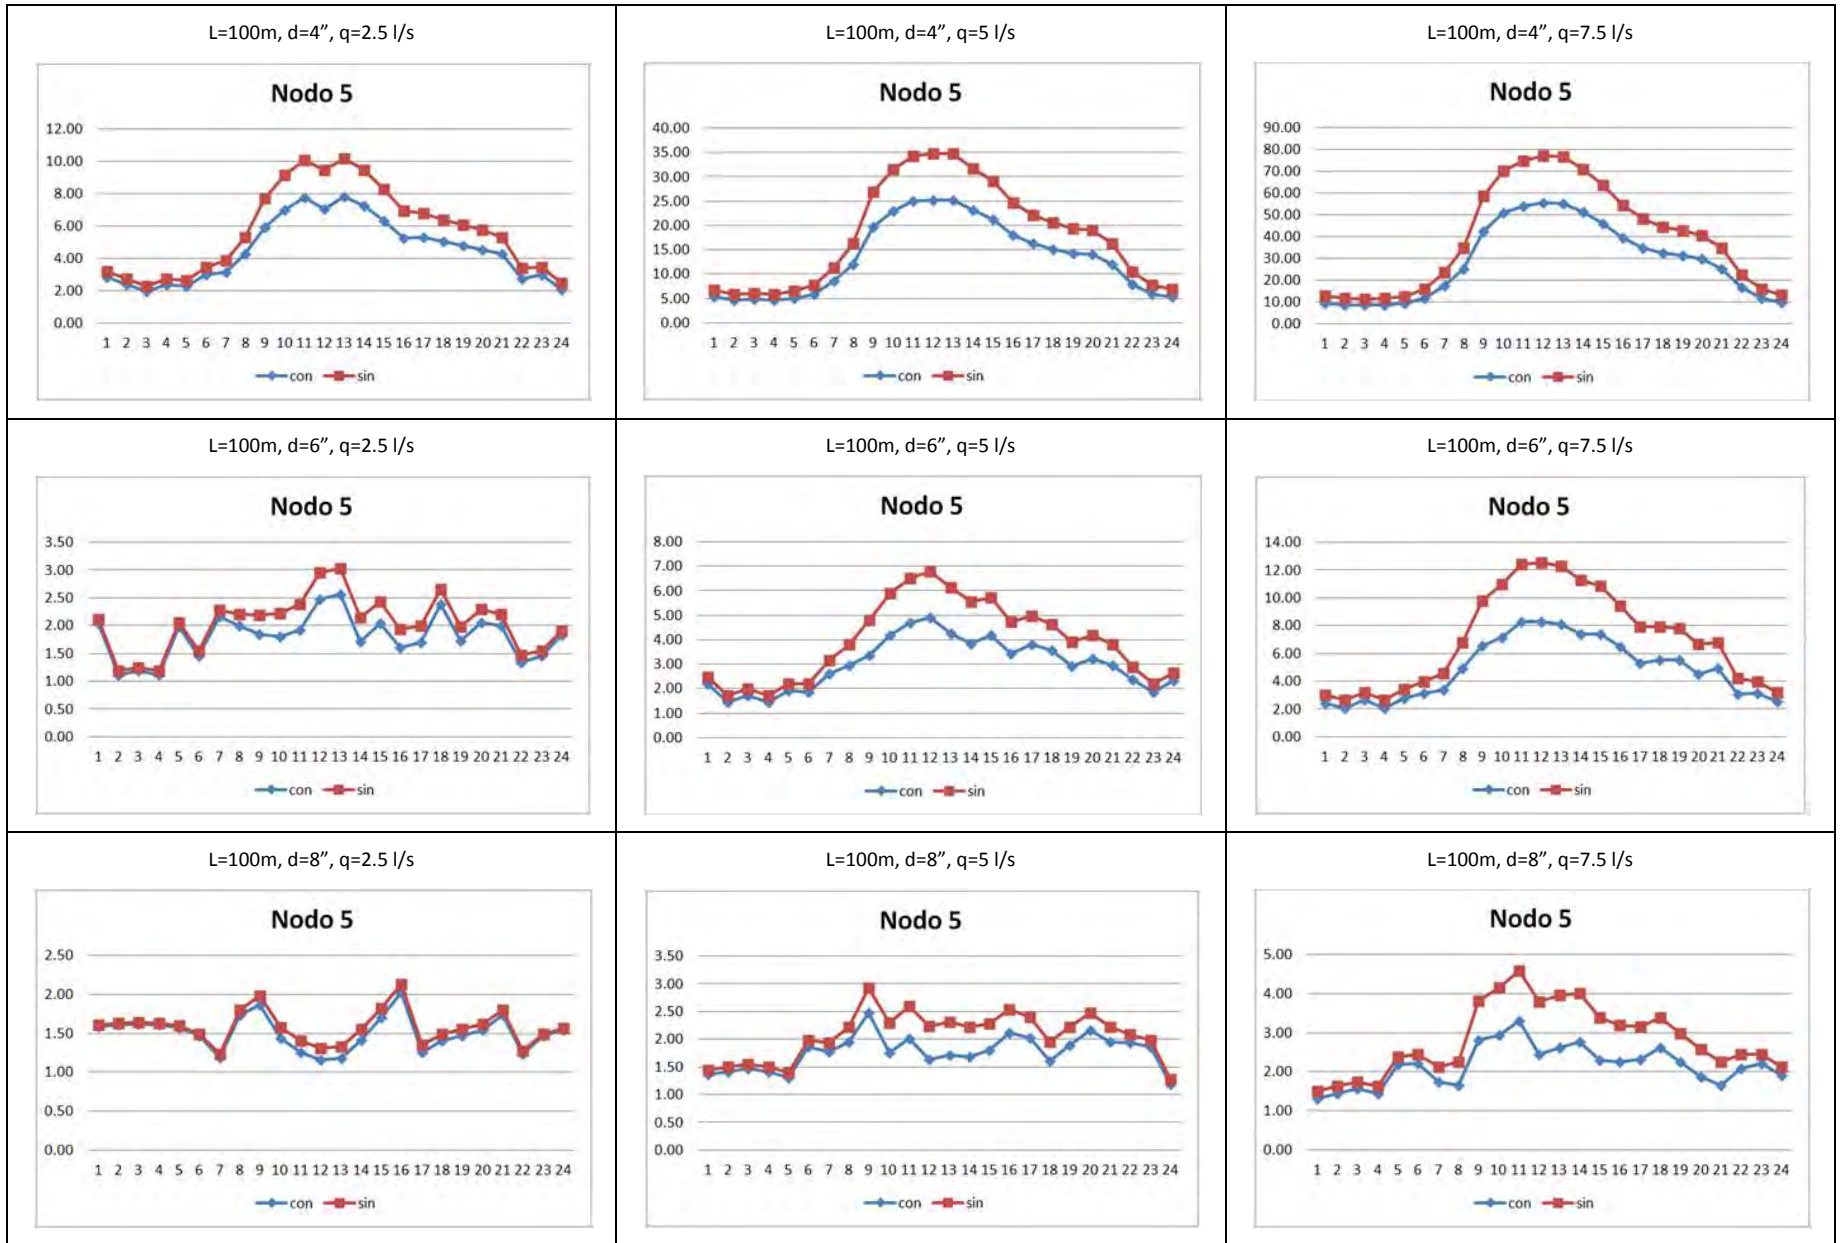 L=100m, d=4”, q=2.5 l/s
Nodo 5
12.00
10.00
8.00
6.00
4.00
2.00
0.00
1 2 3 4 5 6 7 8 9 10 11 12 13 14 15 16 17 18 19 20 21 22 23 24
con sin
L=100m, d=4”, q=5 l/s
Nodo 5
40.00
35.00
30.00
25.00
20.00
15.00
10.00
5.00
0.00
1 2 3 4 5 6 7 8 9 10 11 12 13 14 15 16 17 18 19 20 21 22 23 24
con sin
L=100m, d=4”, q=7.5 l/s
Nodo 5
90.00
80.00
70.00
60.00
50.00
40.00
30.00
20.00
10.00
0.00
1 2 3 4 5 6 7 8 9 10 11 12 13 14 15 16 17 18 19 20 21 22 23 24
con sin
L=100m, d=6”, q=2.5 l/s
Nodo 5
3.50
3.00
2.50
2.00
1.50
1.00
0.50
0.00
1 2 3 4 5 6 7 8 9 10 11 12 13 14 15 16 17 18 19 20 21 22 23 24
con sin
L=100m, d=6”, q=5 l/s
Nodo 5
8.00
7.00
6.00
5.00
4.00
3.00
2.00
1.00
0.00
1 2 3 4 5 6 7 8 9 10 11 12 13 14 15 16 17 18 19 20 21 22 23 24
con sin
L=100m, d=6”, q=7.5 l/s
Nodo 5
14.00
12.00
10.00
8.00
6.00
4.00
2.00
0.00
1 2 3 4 5 6 7 8 9 10 11 12 13 14 15 16 17 18 19 20 21 22 23 24
con sin
L=100m, d=8”, q=2.5 l/s
Nodo 5
2.50
2.00
1.50
1.00
0.50
0.00
1 2 3 4 5 6 7 8 9 10 11 12 13 14 15 16 17 18 19 20 21 22 23 24
con sin
L=100m, d=8”, q=5 l/s
Nodo 5
3.50
3.00
2.50
2.00
1.50
1.00
0.50
0.00
1 2 3 4 5 6 7 8 9 10 11 12 13 14 15 16 17 18 19 20 21 22 23 24
con sin
L=100m, d=8”, q=7.5 l/s
Nodo 5
5.00
4.00
3.00
2.00
1.00
0.00
1 2 3 4 5 6 7 8 9 10 11 12 13 14 15 16 17 18 19 20 21 22 23 24
con sin